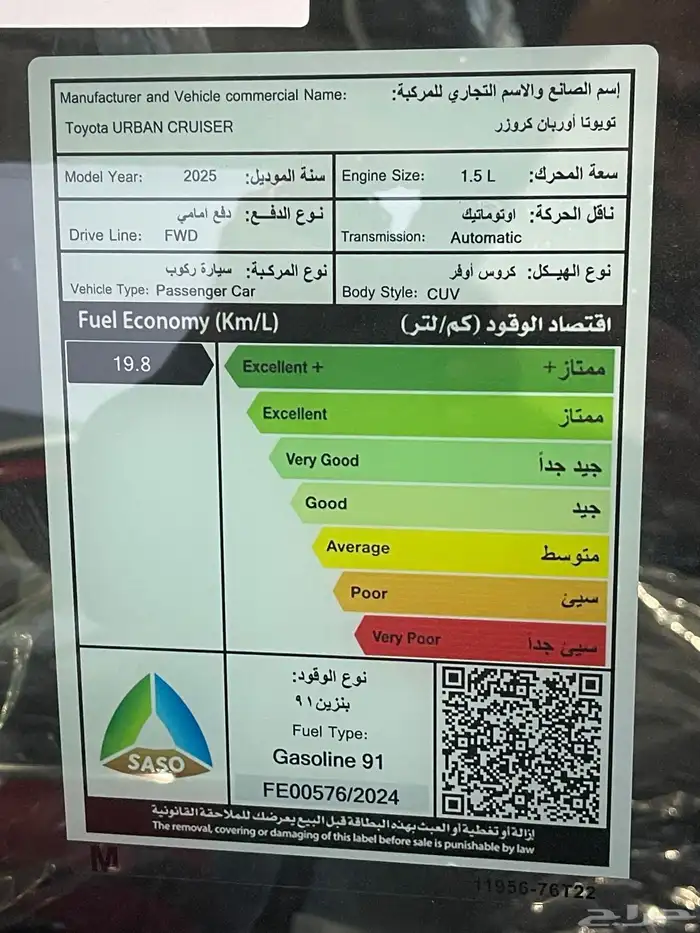 Manufacturer and Vehicle commercial Name: إسم الصانع والاسم التجاري للمركبة:
Toyota URBAN CRUISER تويوتا أوربان كروزر
Model Year: 2025 سنة الموديل:
Engine Size: 1.5 L سعة المحرك:
نوع الدفـع: دفع امامي
Drive Line: FWD
ناقل الحركة: اوتوماتيك
Transmission: Automatic
نوع المركبة: سيارة ركوب
Vehicle Type: Passenger Car
نوع الهيكل: كروس أوفر
Body Style: CUV
Fuel Economy (Km/L) اقتصاد الوقود (كم/لتر)
19.8
Excellent + ممتاز +
Excellent ممتاز
Very Good جيد جداً
Good جيد
Average متوسط
Poor سيئ
Very Poor سيئ جداً
SASO
نوع الوقود:
بنزين ٩١
Fuel Type:
Gasoline 91
FE00576/2024
إزالة أو تغطية أو العبث بهذه البطاقة قبل البيع يعرضك للملاحقة القانونية
The removal, covering or damaging of this label before sale is punishable by law
M
11956-76T22
حراج